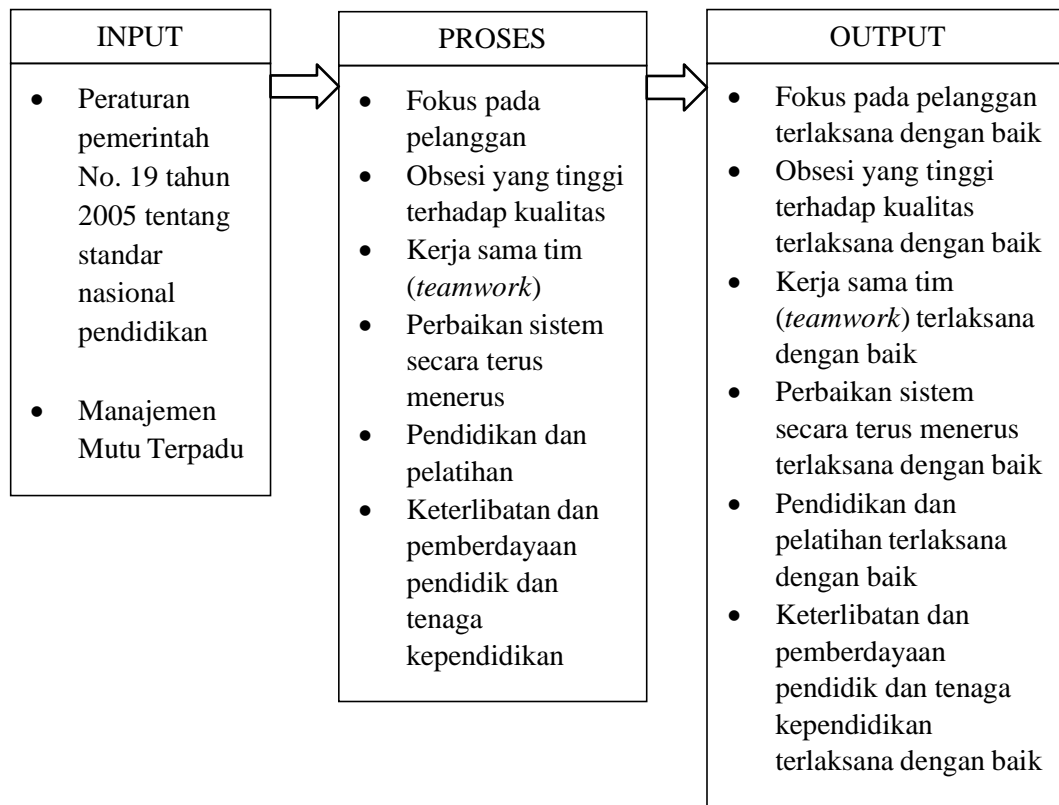 INPUT
• Peraturan
pemerintah
No. 19 tahun
2005 tentang
standar
nasional
pendidikan
• Manajemen
Mutu Terpadu
PROSES
• Fokus pada
pelanggan
• Obsesi yang tinggi
terhadap kualitas
• Kerja sama tim
(teamwork)
• Perbaikan sistem
secara terus
menerus
• Pendidikan dan
pelatihan
• Keterlibatan dan
pemberdayaan
pendidik dan
tenaga
kependidikan
OUTPUT
• Fokus pada pelanggan
terlaksana dengan baik
• Obsesi yang tinggi
terhadap kualitas
terlaksana dengan baik
• Kerja sama tim
(teamwork) terlaksana
dengan baik
• Perbaikan sistem
secara terus menerus
terlaksana dengan baik
• Pendidikan dan
pelatihan terlaksana
dengan baik
• Keterlibatan dan
pemberdayaan
pendidik dan tenaga
kependidikan
terlaksana dengan baik